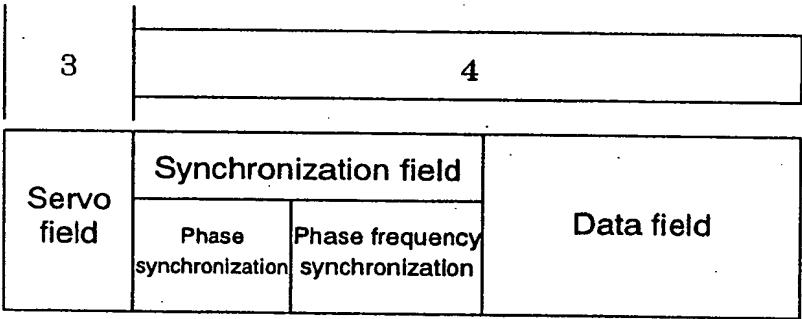 3
4
Servo
field
Synchronization field
Phase
synchronization
Phase frequency
synchronization
Data field